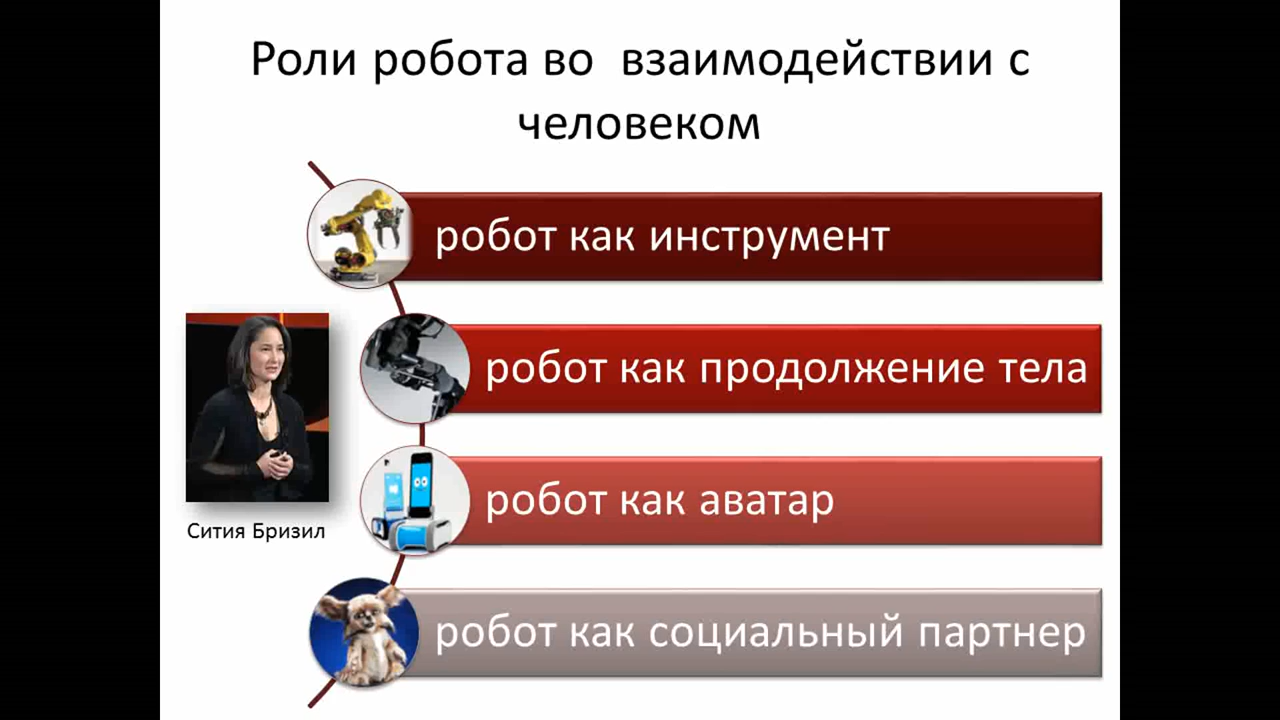 Роли робота во  взаимодействии с
человеком
робот как инструмент
робот как продолжение тела
робот как аватар
Сития Бризил
робот как социальный партнер